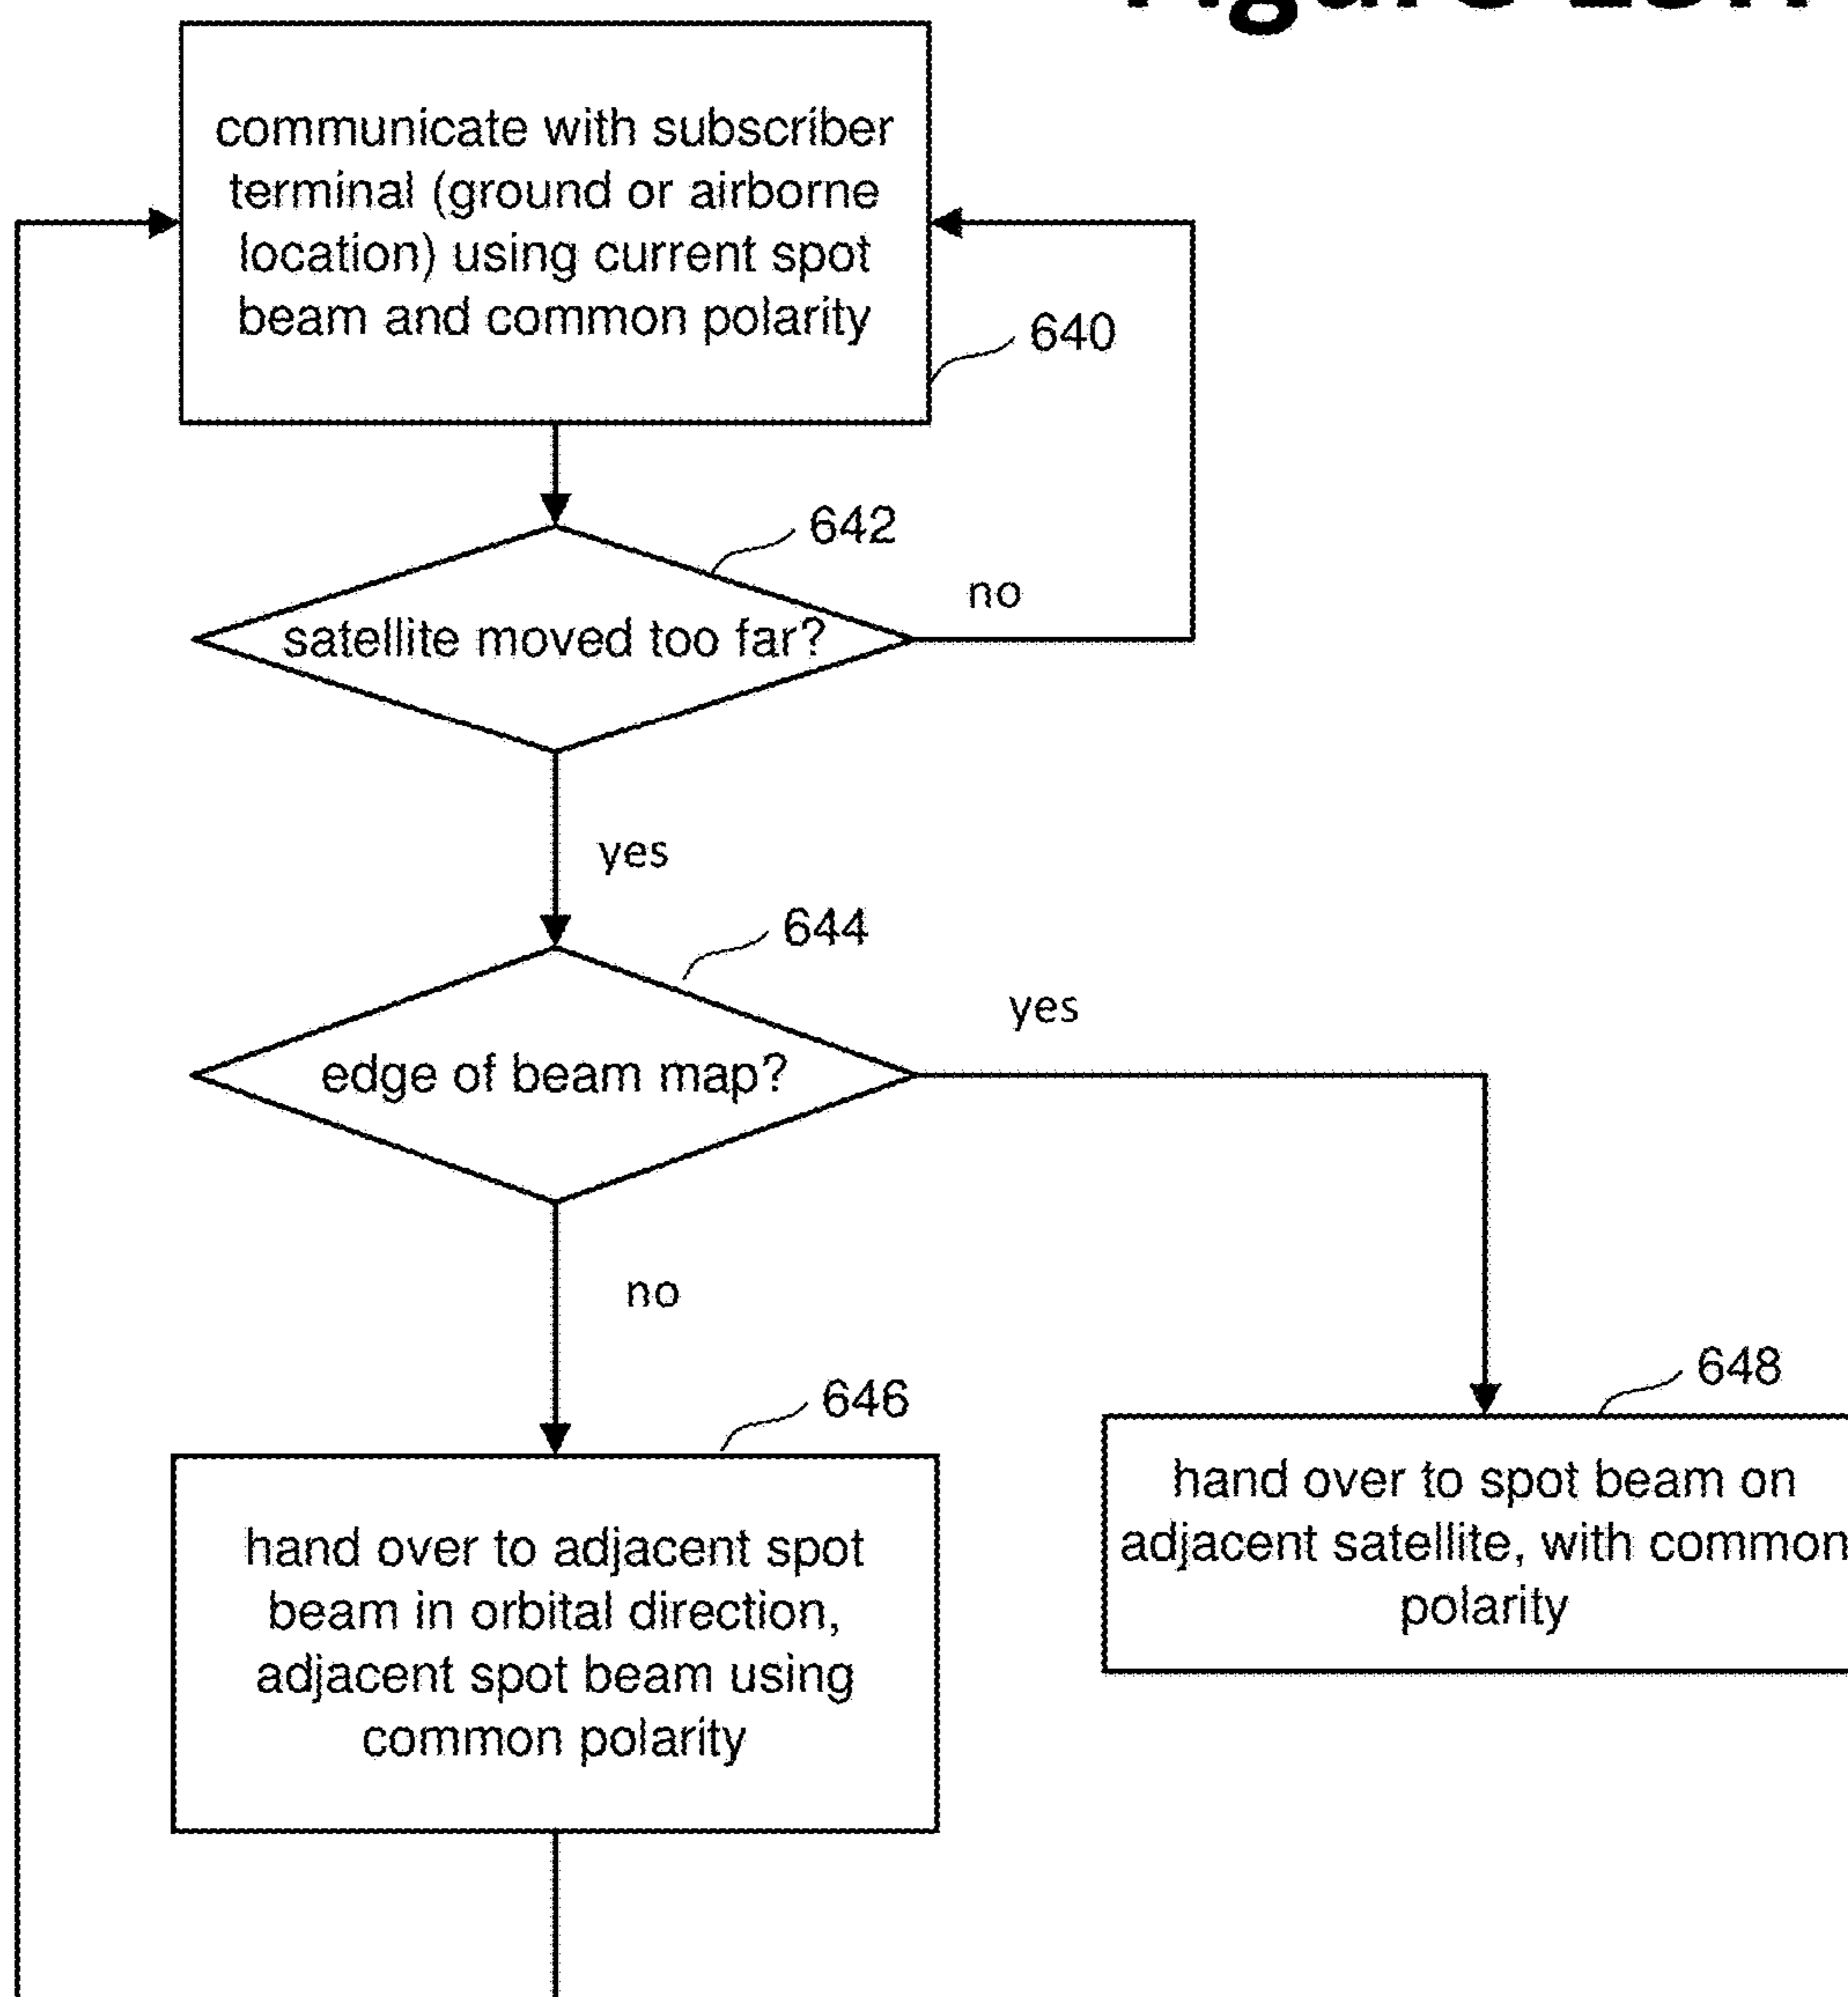 communicate with subscriber
terminal (ground or airborne
location) using current spot
beam and common polarity
640
642
satellite moved too far?
no
yes
644
yes
edge of beam map?
no
646
648
hand over to spot beam on
adjacent satellite, with common
polarity
hand over to adjacent spot
beam in orbital direction,
adjacent spot beam using
common polarity